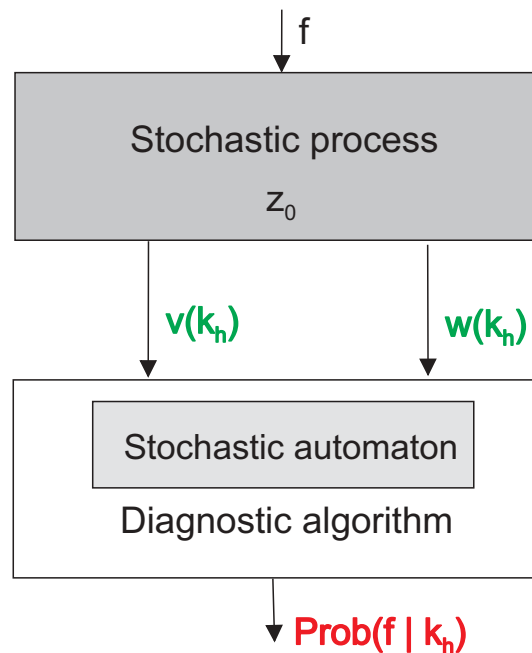 f
Stochastic process
z₀
v(kₕ)
w(kₕ)
Stochastic automaton
Diagnostic algorithm
Prob(f | kₕ)